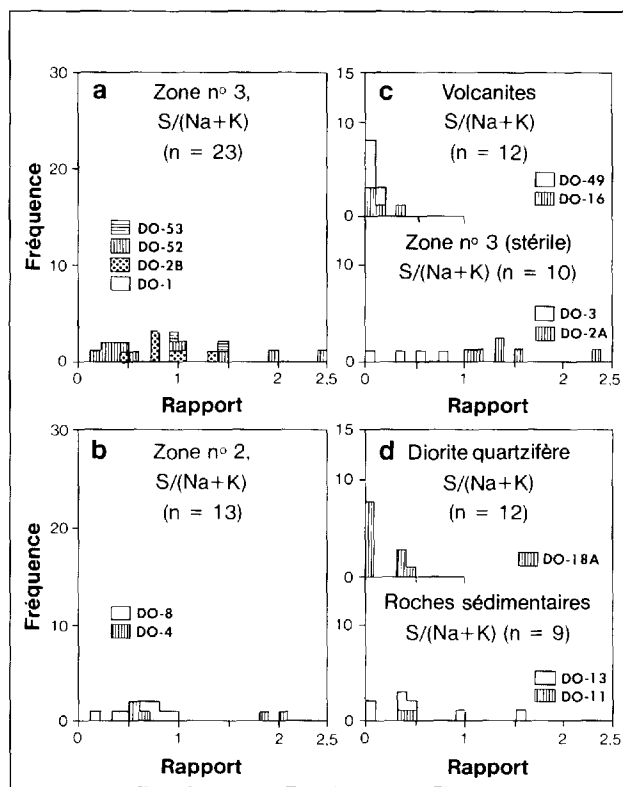 a
Zone nº 3,
S/(Na+K)
(n = 23)
30
20
10
0
Fréquence
DO-53
DO-52
DO-2B
DO-1
0 1 2 2.5
Rapport
c
Volcanites
S/(Na+K)
(n = 12)
15
10
0
DO-49
DO-16
Zone nº 3 (stérile)
S/(Na+K) (n = 10)
10
0
DO-3
DO-2A
0 1 2 2.5
Rapport
b
Zone nº 2,
S/(Na+K)
(n = 13)
30
20
10
0
Fréquence
DO-8
DO-4
0 1 2 2.5
Rapport
d
Diorite quartzifère
S/(Na+K)
(n = 12)
15
10
0
DO-18A
Roches sédimentaires
S/(Na+K) (n = 9)
10
0
DO-13
DO-11
0 1 2 2.5
Rapport